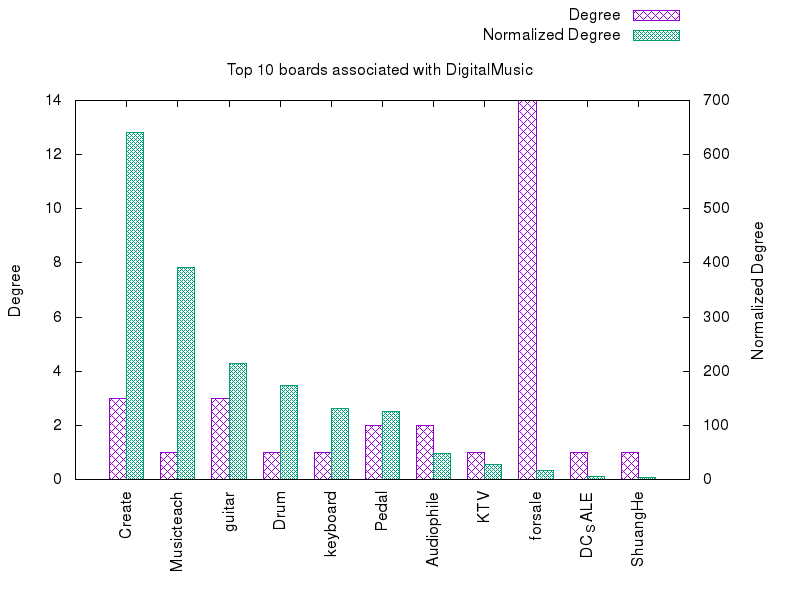 Degree
Normalized Degree
Top 10 boards associated with DigitalMusic
14
12
10
8
6
4
2
0
700
600
500
400
300
200
100
0
Degree
Normalized Degree
Create
Musicteach
guitar
Drum
keyboard
Pedal
Audiophile
KTV
forsale
DCsALE
ShuangHe